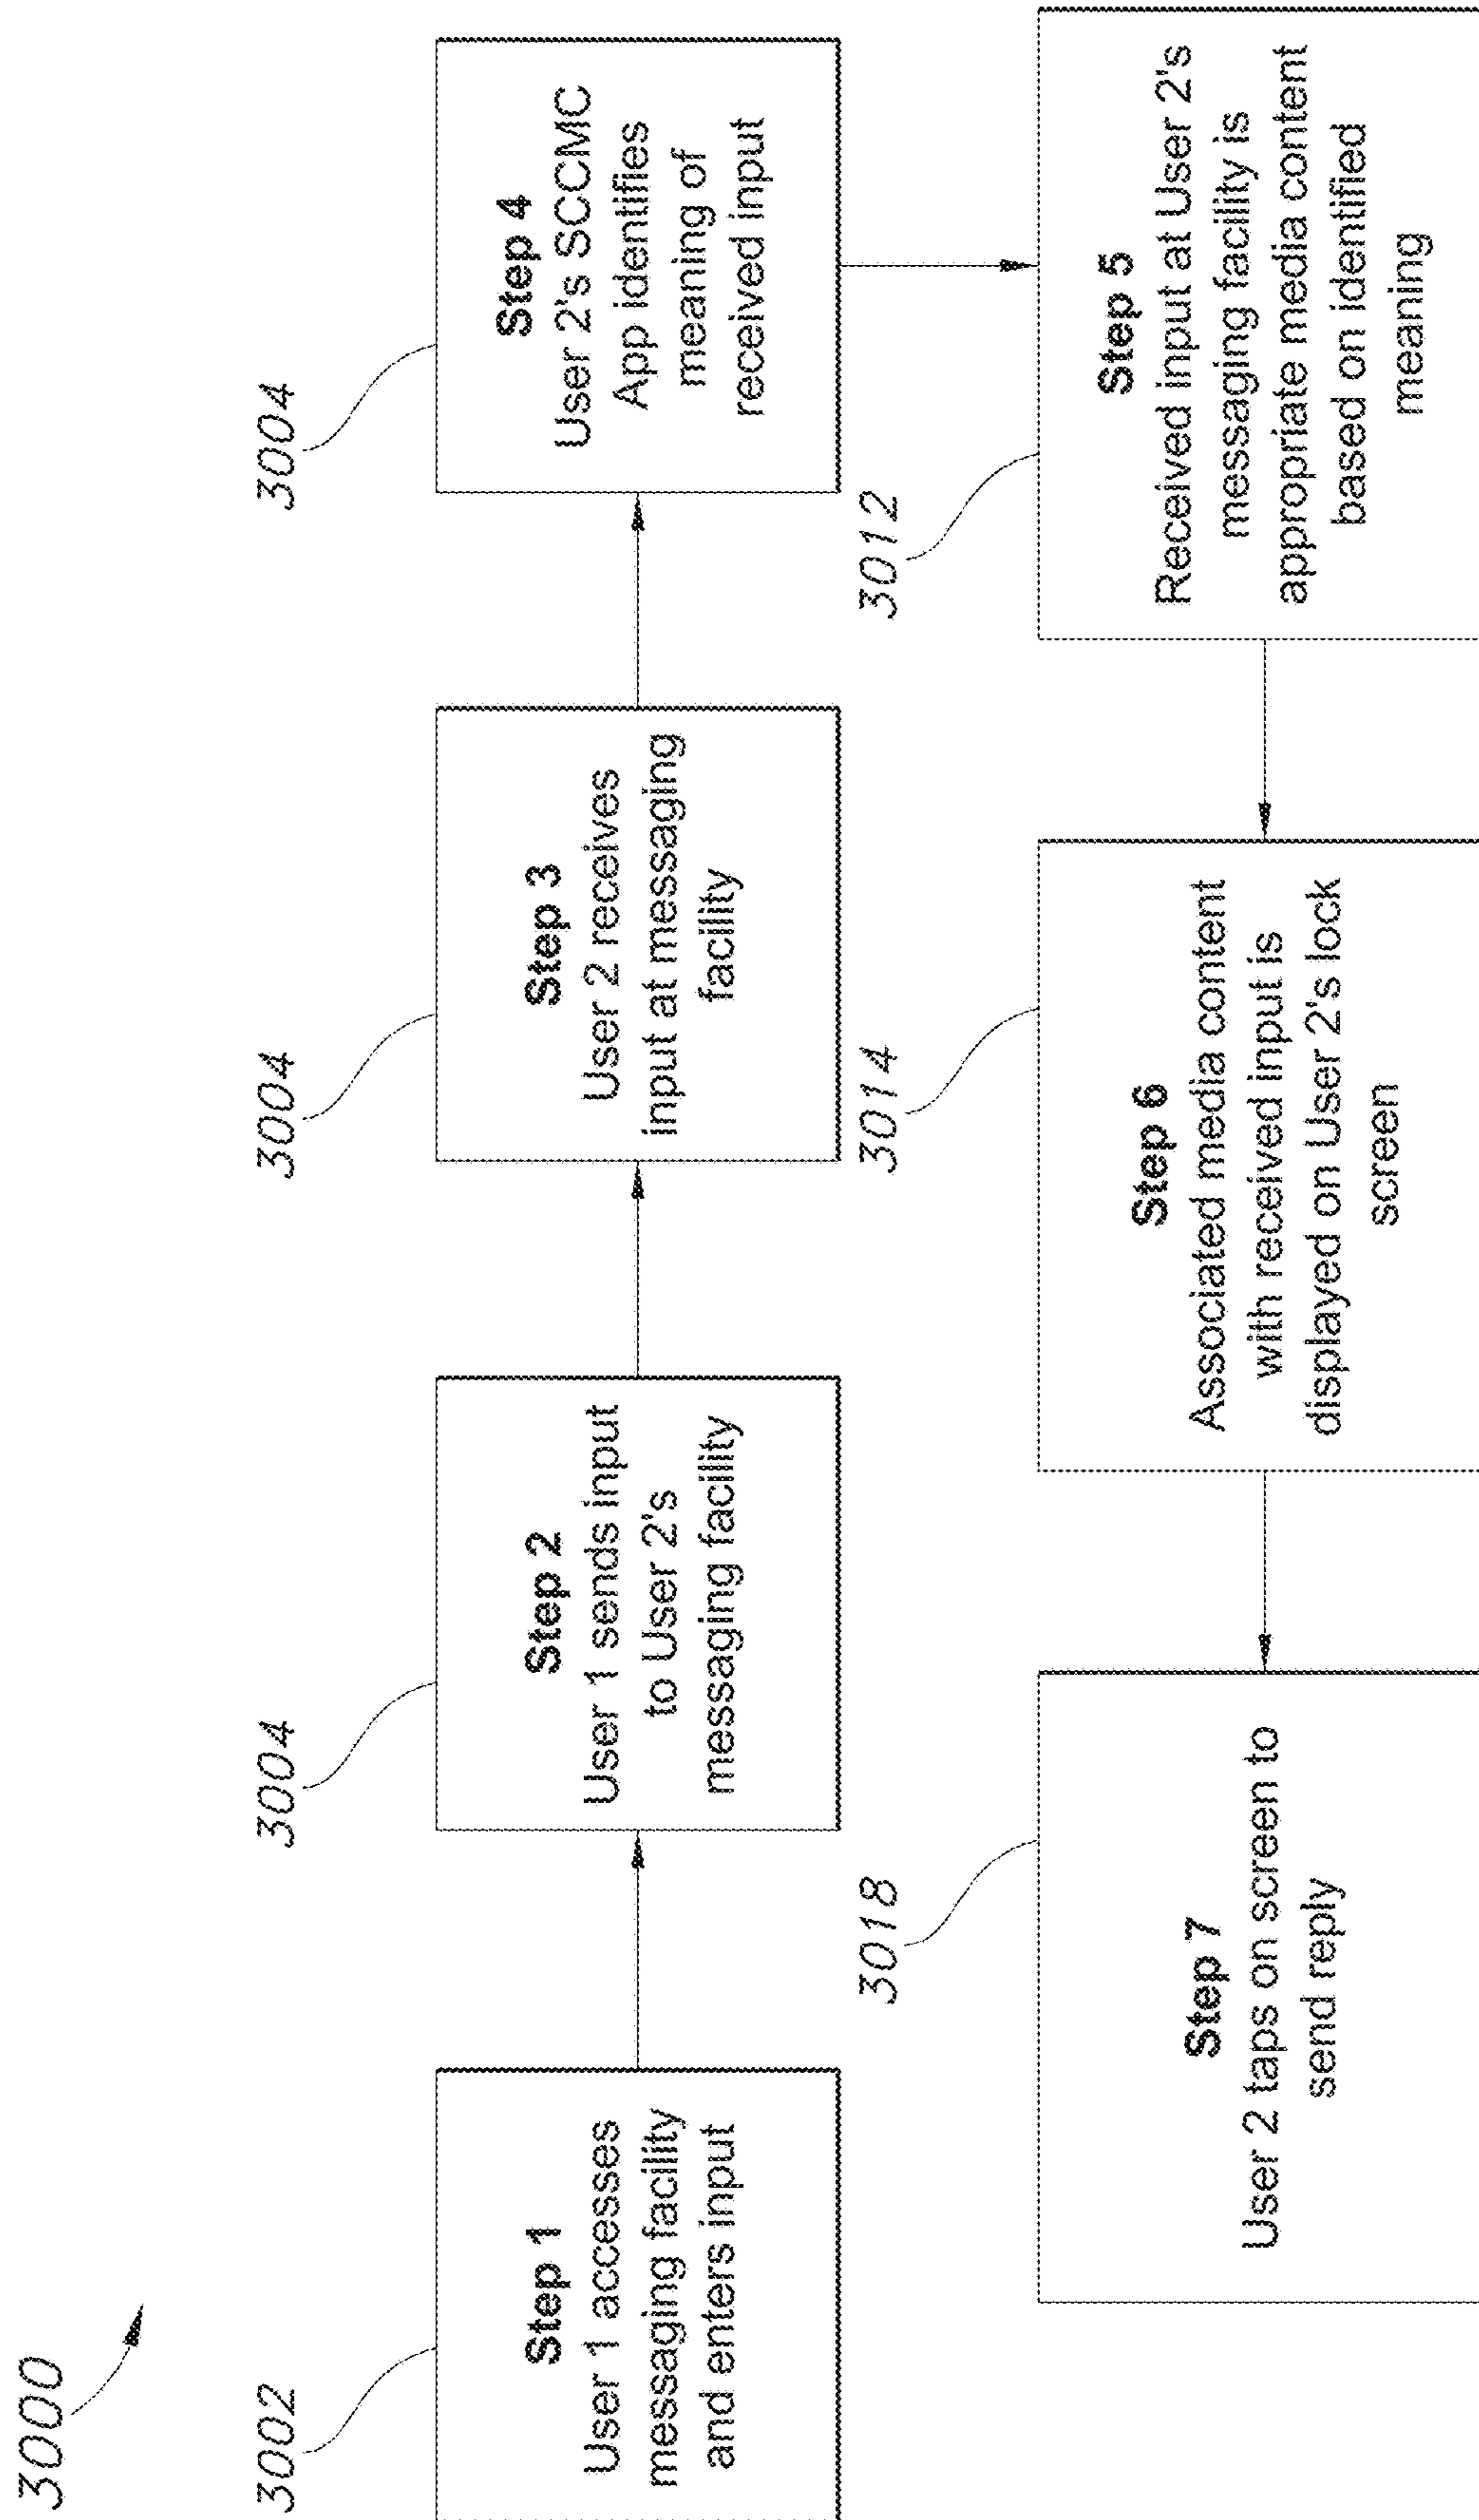 3000
3002
Step 1
User 1 accesses
messaging facility
and enters input
3004
Step 2
User 1 sends input
to User 2's
messaging facility
3004
Step 3
User 2 receives
input at messaging
facility
3004
Step 4
User 2's SCCMC
App identifies
meaning of
received input
3012
Step 5
Received input at User 2's
messaging facility is
appropriate media content
based on identified
meaning
3014
Step 6
Associated media content
with received input is
displayed on User 2's lock
screen
3018
Step 7
User 2 taps on screen to
send reply